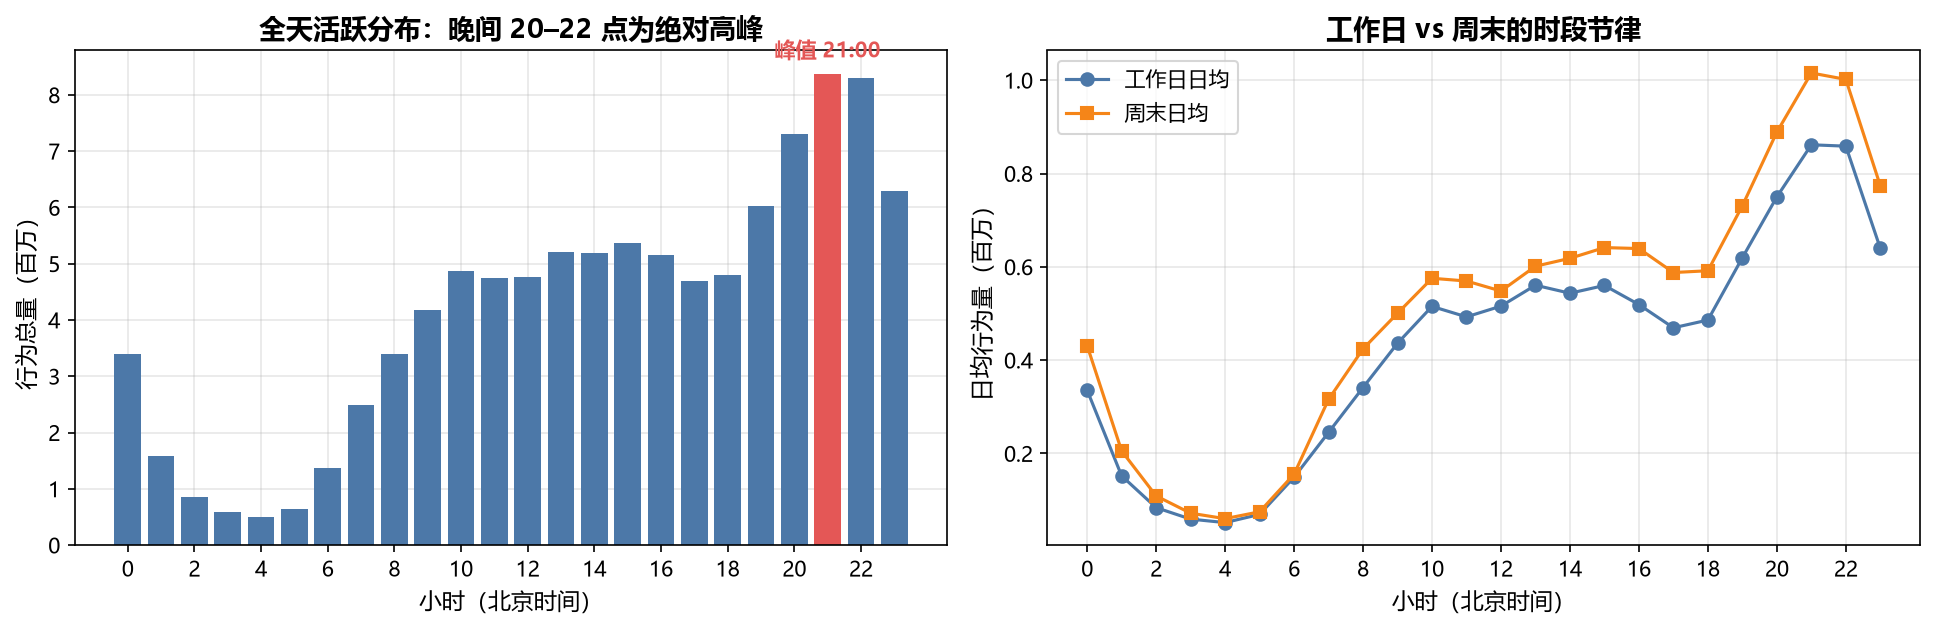 全天活跃分布：晚间 20–22 点为绝对高峰
峰值 21:00
行为总量（百万）
8
7
6
5
4
3
2
1
0
0 2 4 6 8 10 12 14 16 18 20 22
小时（北京时间）
工作日 vs 周末的时段节律
工作日日均
周末日均
日均行为量（百万）
1.0
0.8
0.6
0.4
0.2
0 2 4 6 8 10 12 14 16 18 20 22
小时（北京时间）